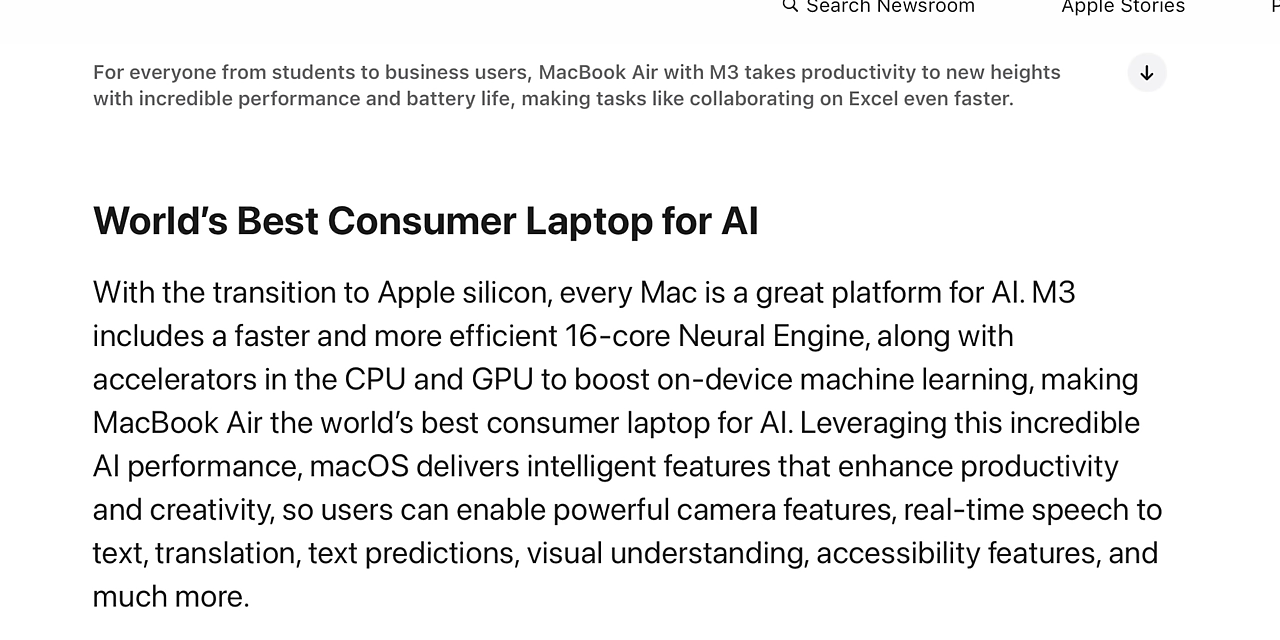 Search Newsroom Apple Stories
For everyone from students to business users, MacBook Air with M3 takes productivity to new heights
with incredible performance and battery life, making tasks like collaborating on Excel even faster.
World’s Best Consumer Laptop for AI
With the transition to Apple silicon, every Mac is a great platform for AI. M3
includes a faster and more efficient 16-core Neural Engine, along with
accelerators in the CPU and GPU to boost on-device machine learning, making
MacBook Air the world’s best consumer laptop for AI. Leveraging this incredible
AI performance, macOS delivers intelligent features that enhance productivity
and creativity, so users can enable powerful camera features, real-time speech to
text, translation, text predictions, visual understanding, accessibility features, and
much more.